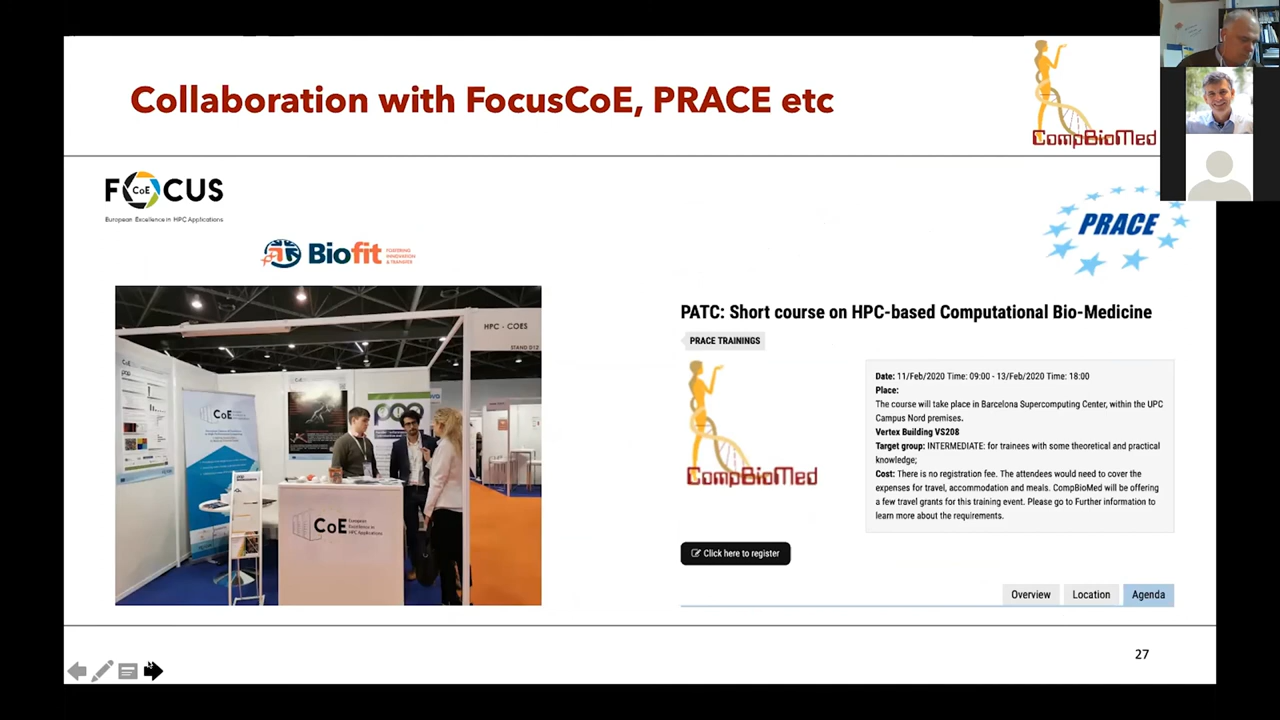 Collaboration with FocusCoE, PRACE etc
CompBioMed
FOCUS
CoE
European Excellence in HPC Applications
Biofit
FOSTERING
INNOVATION
& TRANSFER
PRACE
HPC - COES
STAND D12
CoE
pop
CoE
European
Excellence in
HPC Applications
PATC: Short course on HPC-based Computational Bio-Medicine
PRACE TRAININGS
CompBioMed
Date: 11/Feb/2020 Time: 09:00 - 13/Feb/2020 Time: 18:00
Place:
The course will take place in Barcelona Supercomputing Center, within the UPC
Campus Nord premises.
Vertex Building VS208
Target group: INTERMEDIATE: for trainees with some theoretical and practical
knowledge;
Cost: There is no registration fee. The attendees would need to cover the
expenses for travel, accommodation and meals. CompBioMed will be offering
a few travel grants for this training event. Please go to Further information to
learn more about the requirements.
Click here to register
Overview
Location
Agenda
27